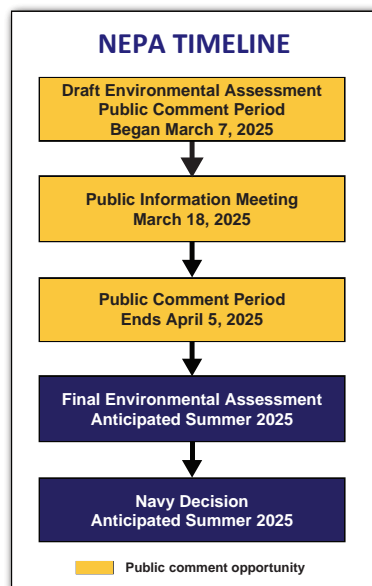 NEPA TIMELINE
Draft Environmental Assessment
Public Comment Period
Began March 7, 2025
Public Information Meeting
March 18, 2025
Public Comment Period
Ends April 5, 2025
Final Environmental Assessment
Anticipated Summer 2025
Navy Decision
Anticipated Summer 2025
Public comment opportunity